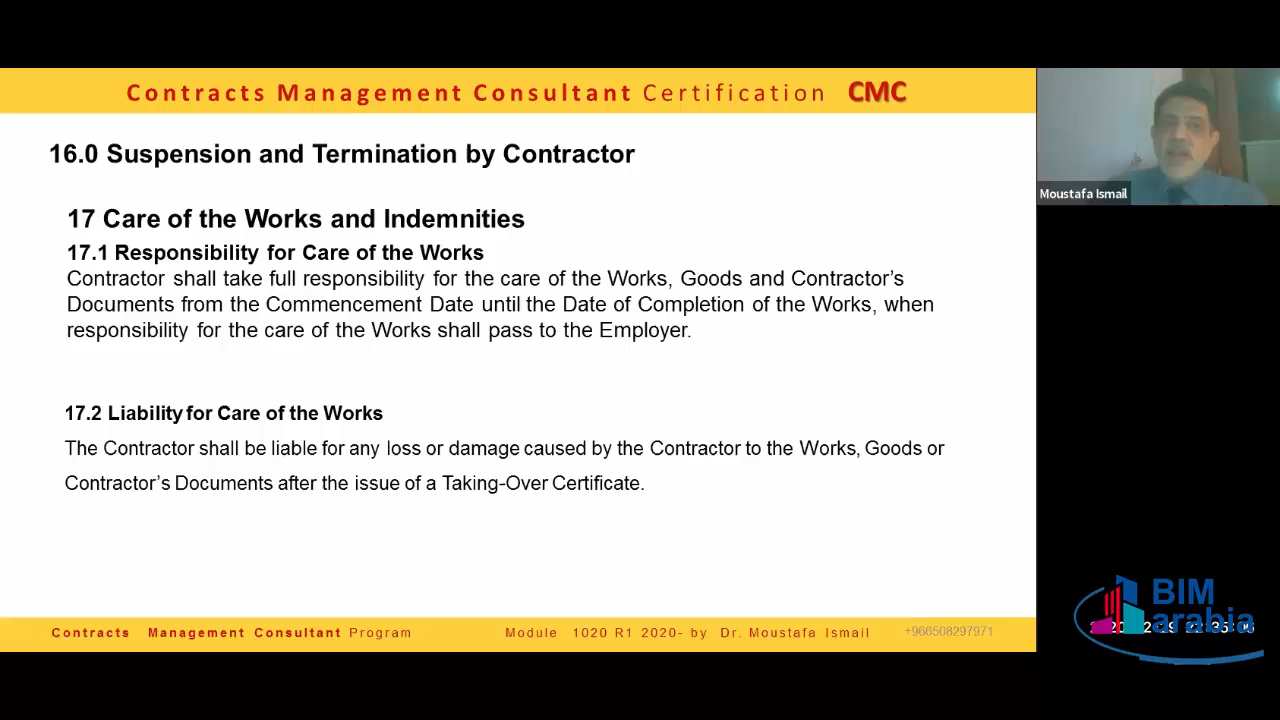 Contracts Management Consultant Certification CMC
16.0 Suspension and Termination by Contractor
17 Care of the Works and Indemnities
17.1 Responsibility for Care of the Works
Contractor shall take full responsibility for the care of the Works, Goods and Contractor’s
Documents from the Commencement Date until the Date of Completion of the Works, when
responsibility for the care of the Works shall pass to the Employer.
17.2 Liability for Care of the Works
The Contractor shall be liable for any loss or damage caused by the Contractor to the Works, Goods or
Contractor’s Documents after the issue of a Taking-Over Certificate.
Contracts Management Consultant Program
Module 1020 R1 2020- by Dr. Moustafa Ismail
+966508297971
Moustafa Ismail
BIM
arabia